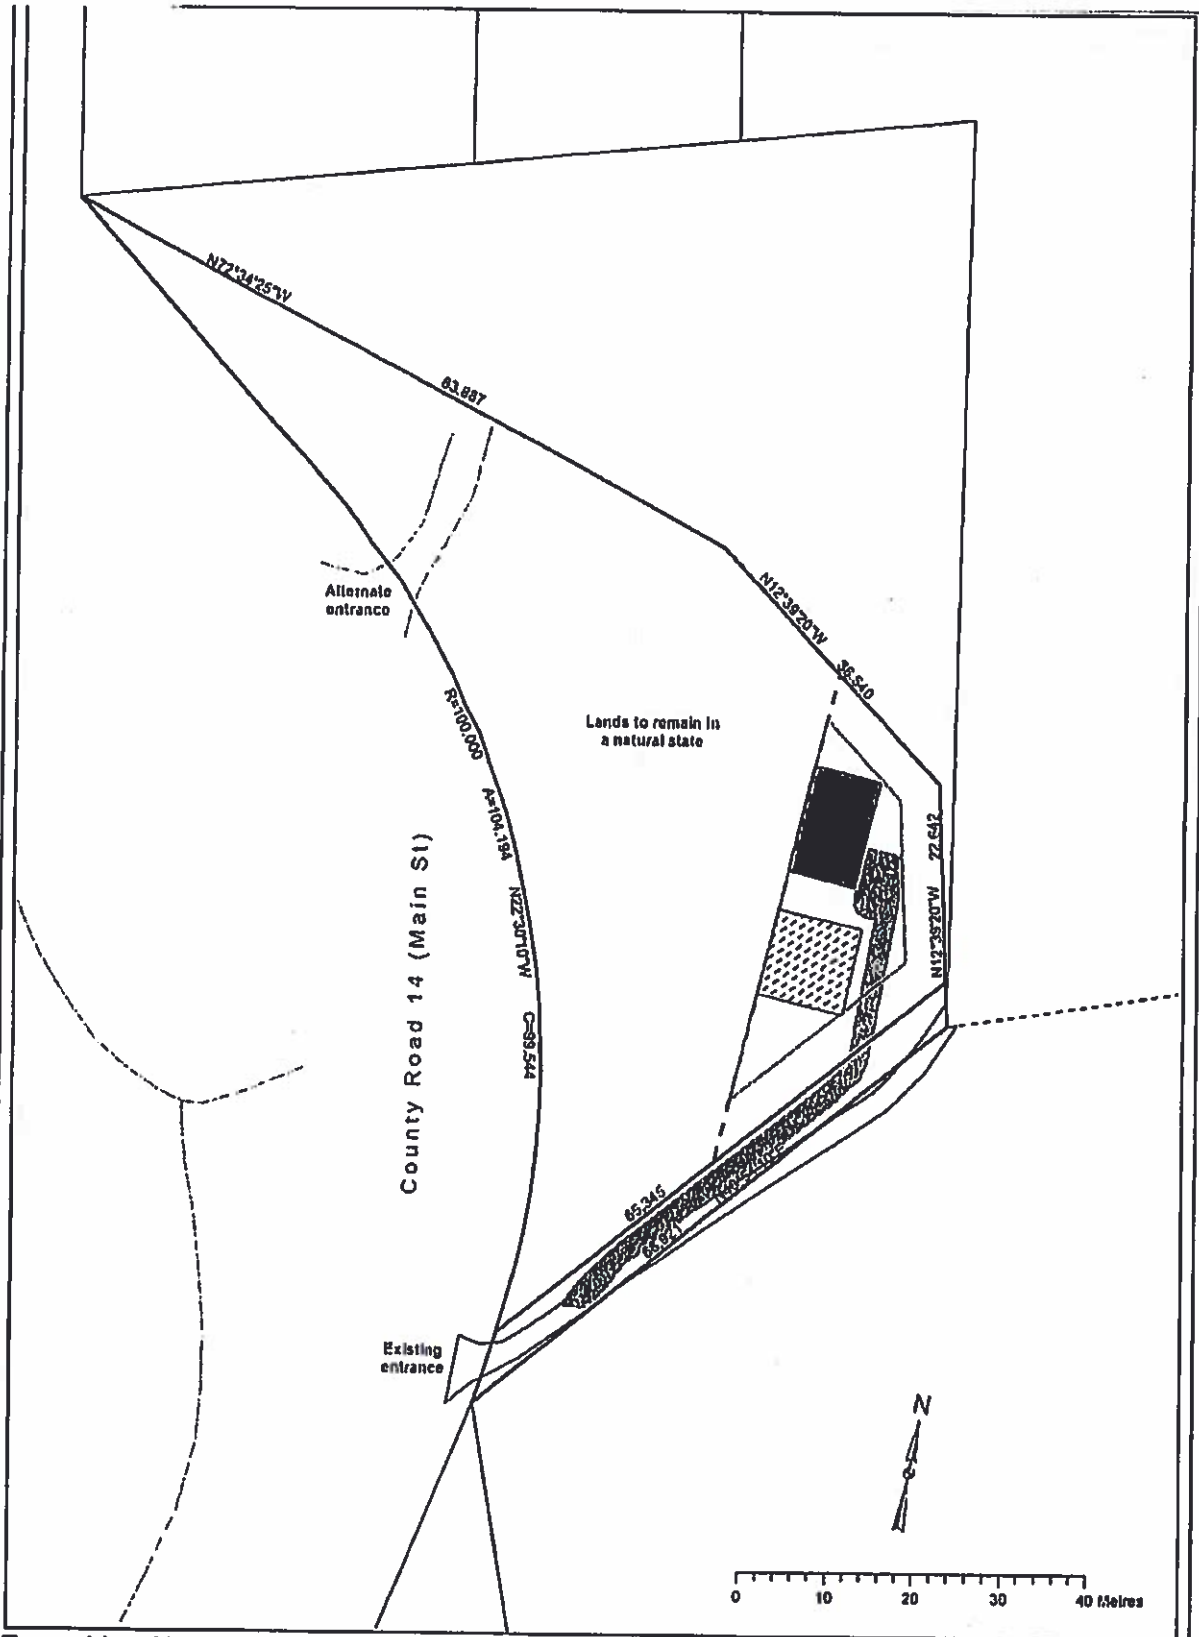 N72°34'25"W
83.887
Alternate
entrance
N12°39'20"W
36.540
R=100.000
Lands to remain in
a natural state
A=104.194
22.642
N12°39'20"W
N22°30'10"W
County Road 14 (Main St)
C=99.544
65.345
Existing
entrance
N
0 10 20 30 40 Metres